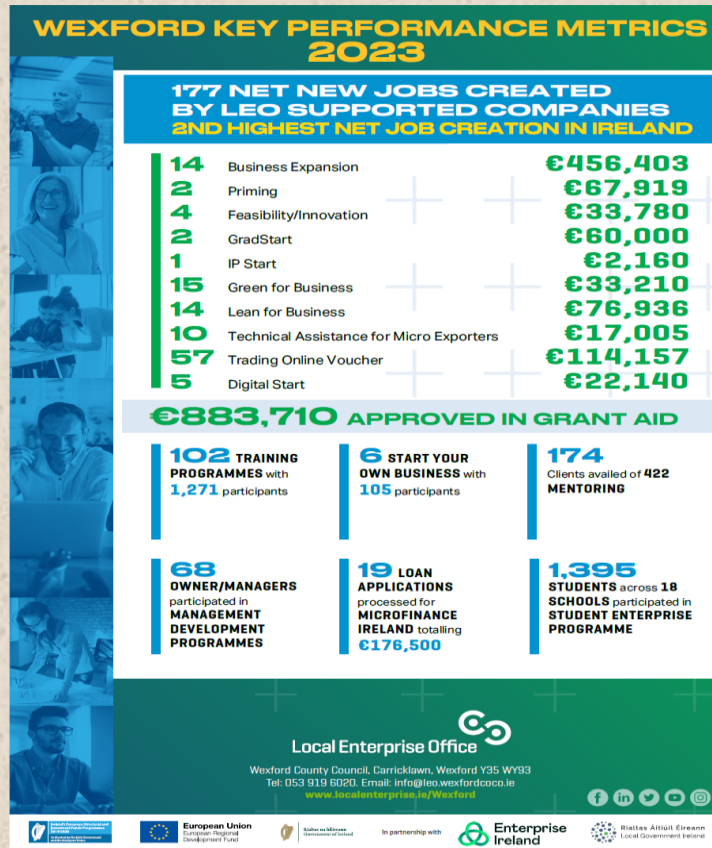 WEXFORD KEY PERFORMANCE METRICS
2023
177 NET NEW JOBS CREATED
BY LEO SUPPORTED COMPANIES
2ND HIGHEST NET JOB CREATION IN IRELAND
14 Business Expansion €456,403
2 Priming €67,919
4 Feasibility/Innovation €33,780
2 GradStart €60,000
1 IP Start €2,160
15 Green for Business €33,210
14 Lean for Business €76,936
10 Technical Assistance for Micro Exporters €17,005
57 Trading Online Voucher €114,157
5 Digital Start €22,140
€883,710 APPROVED IN GRANT AID
102 TRAINING
PROGRAMMES with
1,271 participants
6 START YOUR
OWN BUSINESS with
105 participants
174
Clients availed of 422
MENTORING
68
OWNER/MANAGERS
participated in
MANAGEMENT
DEVELOPMENT
PROGRAMMES
19 LOAN
APPLICATIONS
processed for
MICROFINANCE
IRELAND totalling
€176,500
1,395
STUDENTS across 18
SCHOOLS participated in
STUDENT ENTERPRISE
PROGRAMME
Local Enterprise Office
Wexford County Council, Carricklawn, Wexford Y35 WY93
Tel: 053 919 6020. Email: info@leo.wexfordcoco.ie
www.localenterprise.ie/Wexford
European Union
European Regional
Development Fund
Rialtas na hÉireann
Government of Ireland
In partnership with
Enterprise
Ireland
Rialtas Áitiúil Éireann
Local Government Ireland